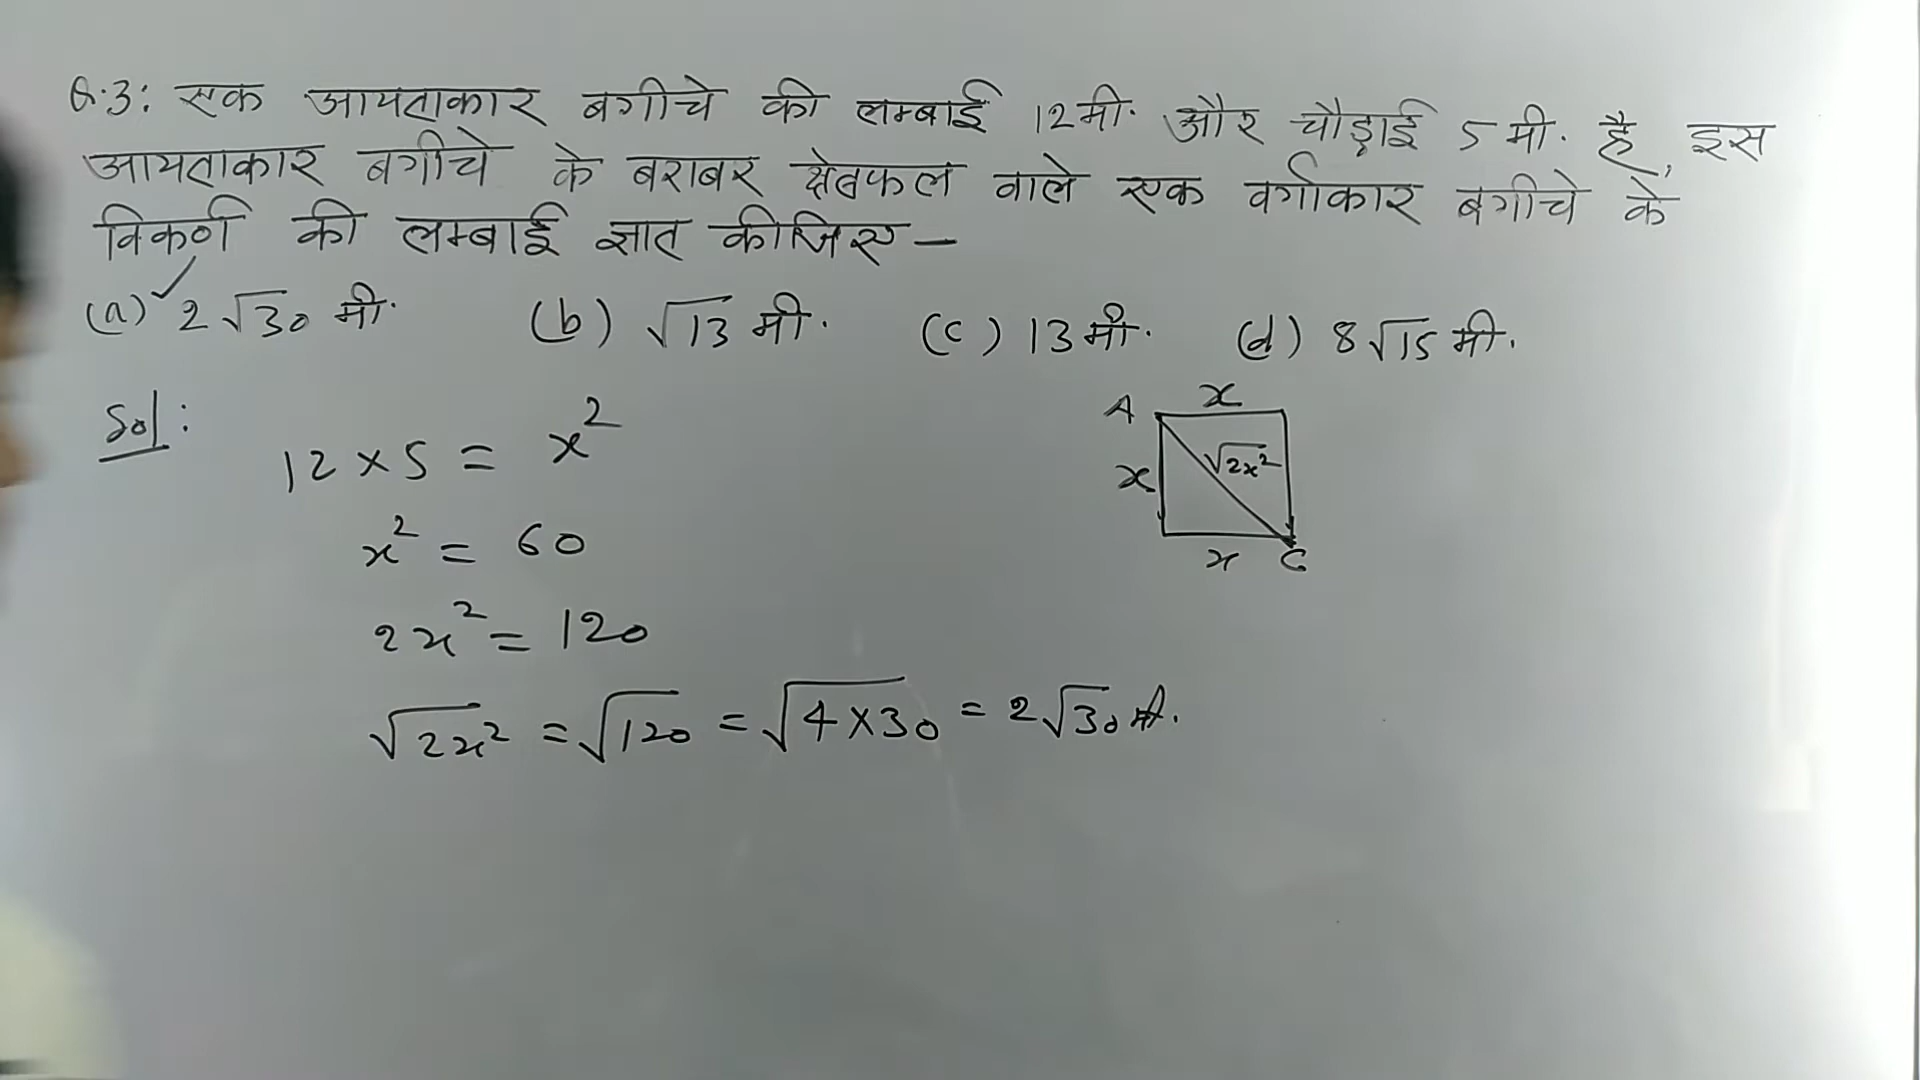 Q.3: एक आयताकार बगीचे की लम्बाई 12मी. और चौड़ाई 5 मी. है, इस
आयताकार बगीचे के बराबर क्षेत्रफल वाले एक वर्गाकार बगीचे के
विकर्ण की लम्बाई ज्ञात कीजिए –
(a) ✓ 2√30 मी. (b) √13 मी. (c) 13 मी. (d) 8√15 मी.
Sol:
12 × 5 = x²
x² = 60
2x² = 120
√2x² = √120 = √4×30 = 2√30 मी.
A x
x √2x²
x C